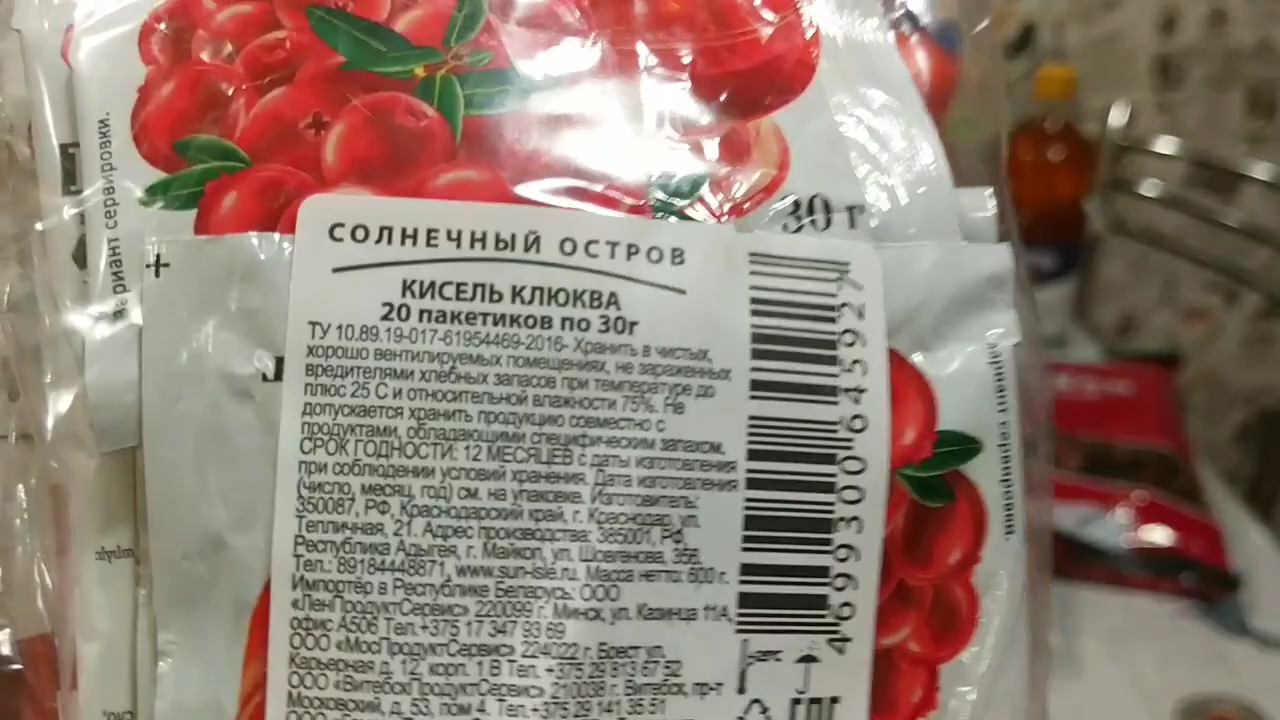 вариант сервировки.
30 г
СОЛНЕЧНЫЙ ОСТРОВ
КИСЕЛЬ КЛЮКВА
20 пакетиков по 30г
ТУ 10.89.19-017-61954469-2016- Хранить в чистых,
хорошо вентилируемых помещениях, не зараженных
вредителями хлебных запасов при температуре до
плюс 25 С и относительной влажности 75%. Не
допускается хранить продукцию совместно с
продуктами, обладающими специфическим запахом.
СРОК ГОДНОСТИ: 12 МЕСЯЦЕВ с даты изготовления
при соблюдении условий хранения. Дата изготовления
(число, месяц, год) см. на упаковке. Изготовитель:
350087, РФ, Краснодарский край, г. Краснодар, ул.
Тепличная, 21. Адрес производства: 385001, РФ,
Республика Адыгея, г. Майкоп, ул. Шовгенова, 356.
Тел.: 89184448871, www.sun-isle.ru. Масса нетто: 600 г.
Импортёр в Республике Беларусь: ООО
«ЛенПродуктСервис» 220099 г. Минск, ул. Казинца 11А,
офис А506 Тел.+375 17 347 93 69
ООО «МосПродуктСервис» 224022 г. Брест ул.
Карьерная д. 12, корп. 1 В Тел. +375 29 813 67 52
ООО «ВитебскПродуктСервис» 210038 г. Витебск, пр-т
Московский, д. 53, пом 4. Тел.+375 29 141 35 51
4699300645927
вариант сервировки